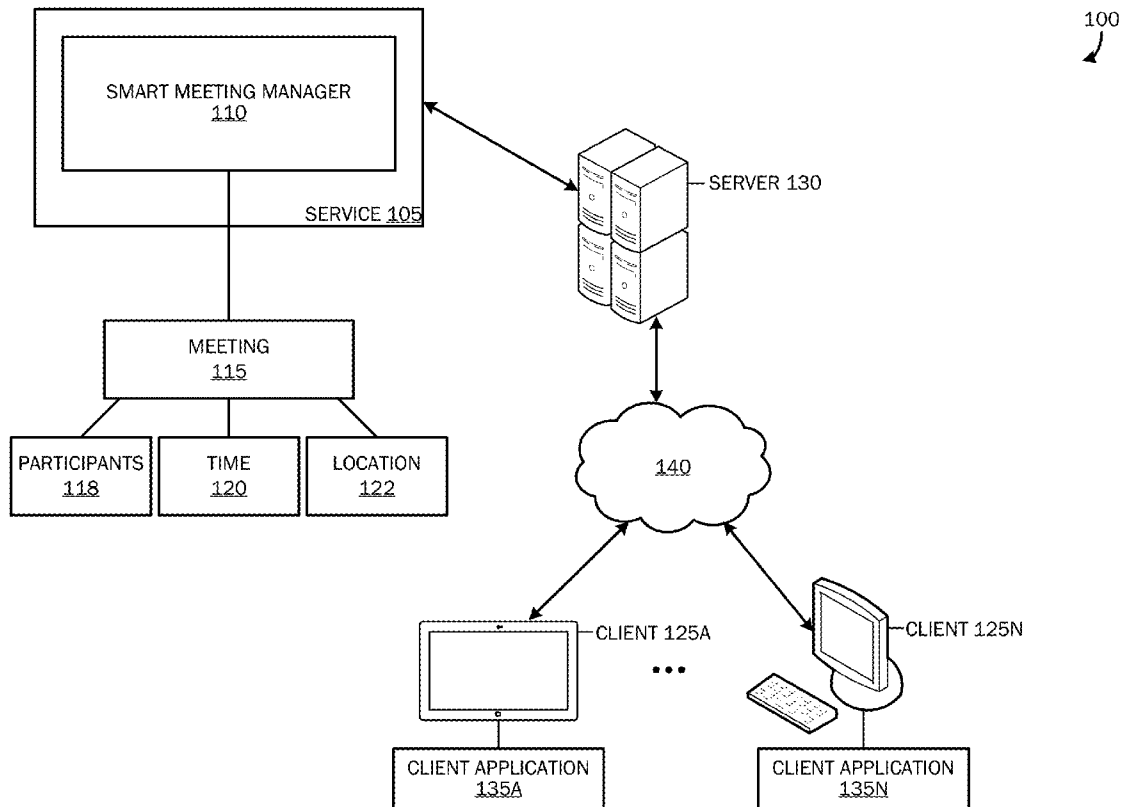 100
SMART MEETING MANAGER
110
SERVICE 105
SERVER 130
MEETING
115
PARTICIPANTS
118
TIME
120
LOCATION
122
140
CLIENT 125A
...
CLIENT 125N
CLIENT APPLICATION
135A
CLIENT APPLICATION
135N